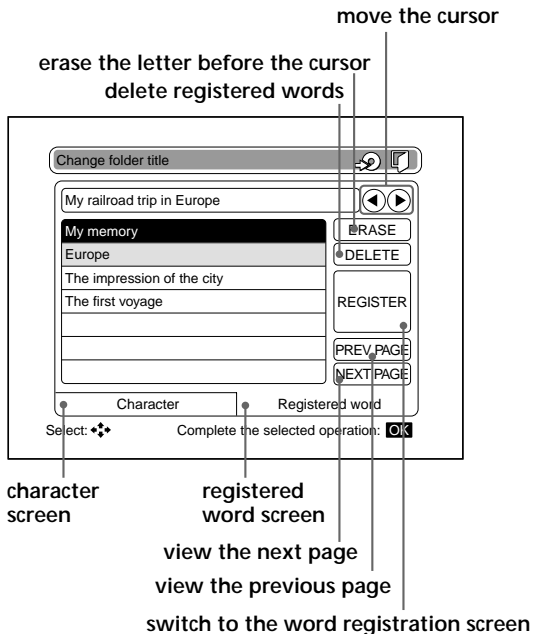 move the cursor
erase the letter before the cursor
delete registered words
Change folder title
My railroad trip in Europe
My memory
ERASE
Europe
DELETE
The impression of the city
The first voyage
REGISTER
PREV PAGE
NEXT PAGE
Character
Registered word
Select:
Complete the selected operation: OK
character
screen
registered
word screen
view the next page
view the previous page
switch to the word registration screen